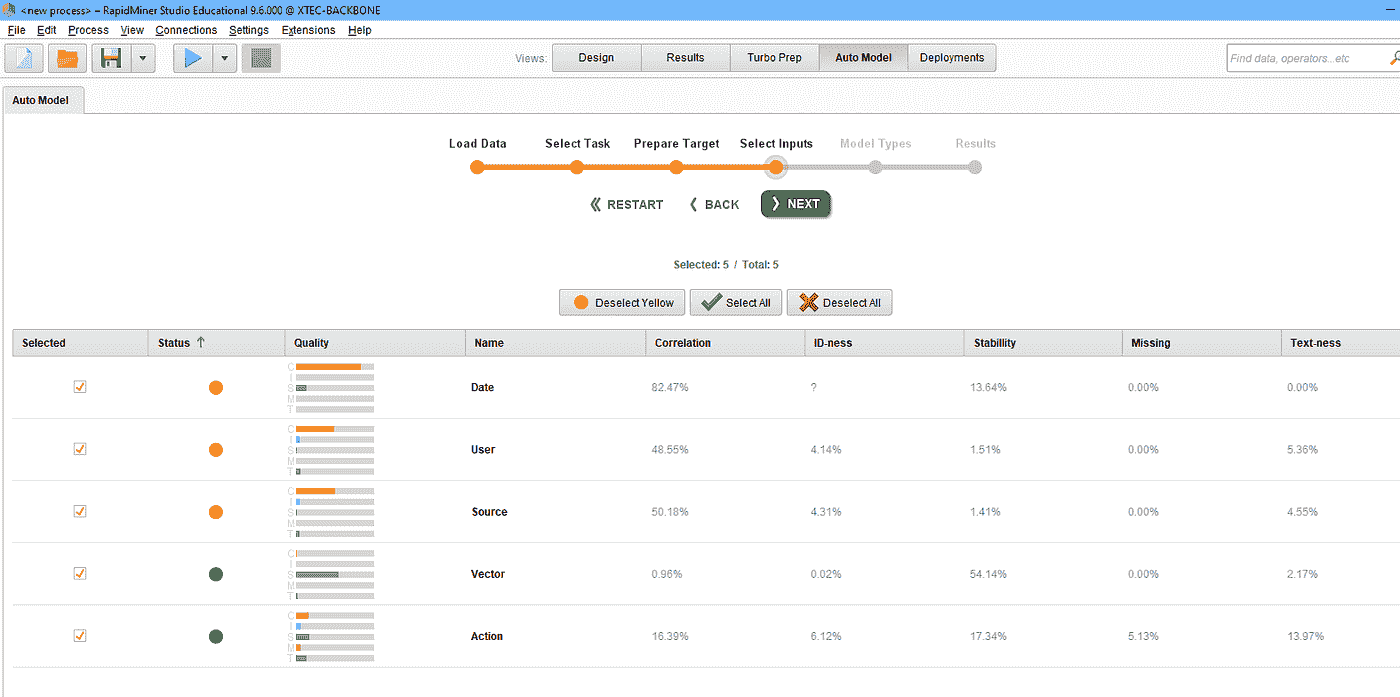 <new process> – RapidMiner Studio Educational 9.6.000 @ XTEC-BACKBONE
File Edit Process View Connections Settings Extensions Help
Views: Design Results Turbo Prep Auto Model Deployments Find data, operators...etc
Auto Model
Load Data Select Task Prepare Target Select Inputs Model Types Results
RESTART BACK NEXT
Selected: 5 / Total: 5
Deselect Yellow Select All Deselect All
Selected Status Quality Name Correlation ID-ness Stabillity Missing Text-ness
C
I
S
M
T
Date 82.47% ? 13.64% 0.00% 0.00%
C
I
S
M
T
User 48.55% 4.14% 1.51% 0.00% 5.36%
C
I
S
M
T
Source 50.18% 4.31% 1.41% 0.00% 4.55%
C
I
S
M
T
Vector 0.96% 0.02% 54.14% 0.00% 2.17%
C
I
S
M
T
Action 16.39% 6.12% 17.34% 5.13% 13.97%